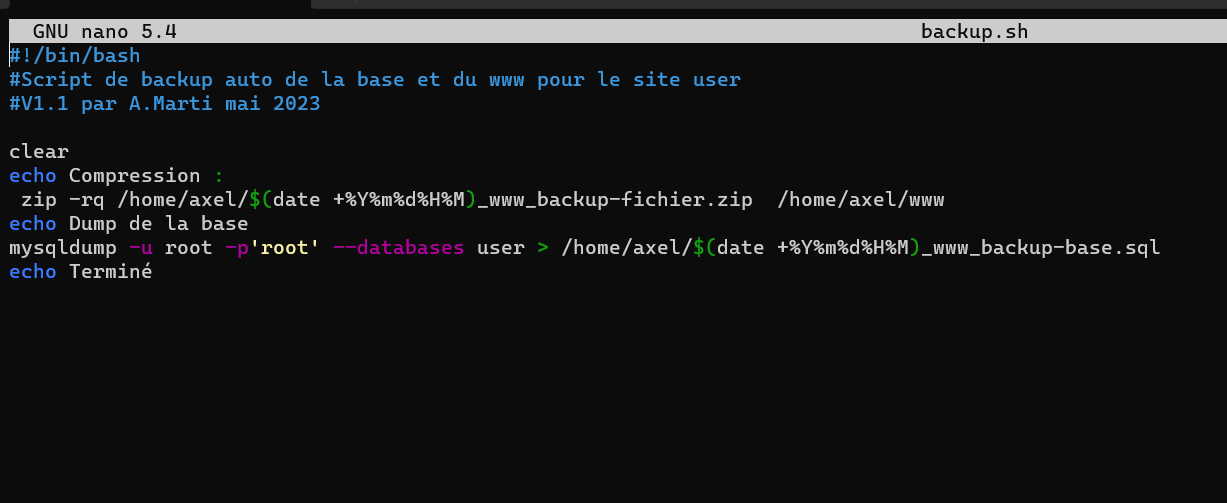 GNU nano 5.4 backup.sh
#!/bin/bash
#Script de backup auto de la base et du www pour le site user
#V1.1 par A.Marti mai 2023
clear
echo Compression :
zip -rq /home/axel/$(date +%Y%m%d%H%M)_www_backup-fichier.zip  /home/axel/www
echo Dump de la base
mysqldump -u root -p'root' --databases user > /home/axel/$(date +%Y%m%d%H%M)_www_backup-base.sql
echo Terminé